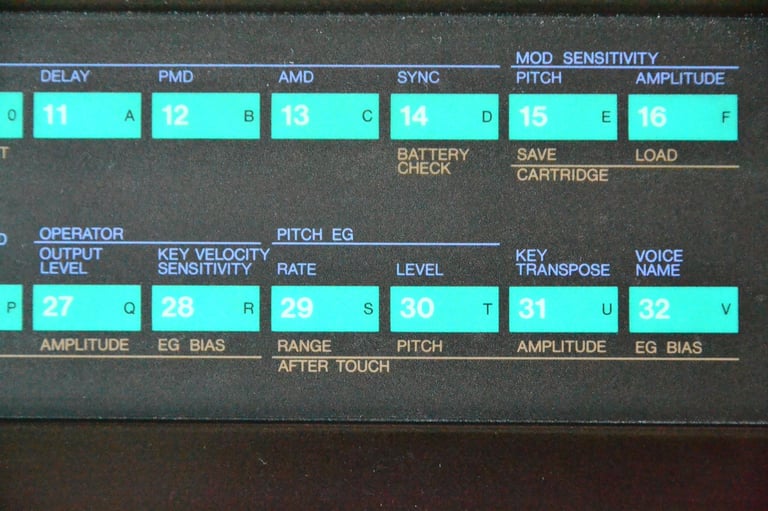 MOD SENSITIVITY
DELAY PMD AMD SYNC PITCH AMPLITUDE
0 11 A 12 B 13 C 14 D 15 E 16 F
T BATTERY SAVE LOAD
CHECK CARTRIDGE
D OPERATOR PITCH EG
OUTPUT KEY VELOCITY KEY VOICE
LEVEL SENSITIVITY RATE LEVEL TRANSPOSE NAME
P 27 Q 28 R 29 S 30 T 31 U 32 V
AMPLITUDE EG BIAS RANGE PITCH AMPLITUDE EG BIAS
AFTER TOUCH